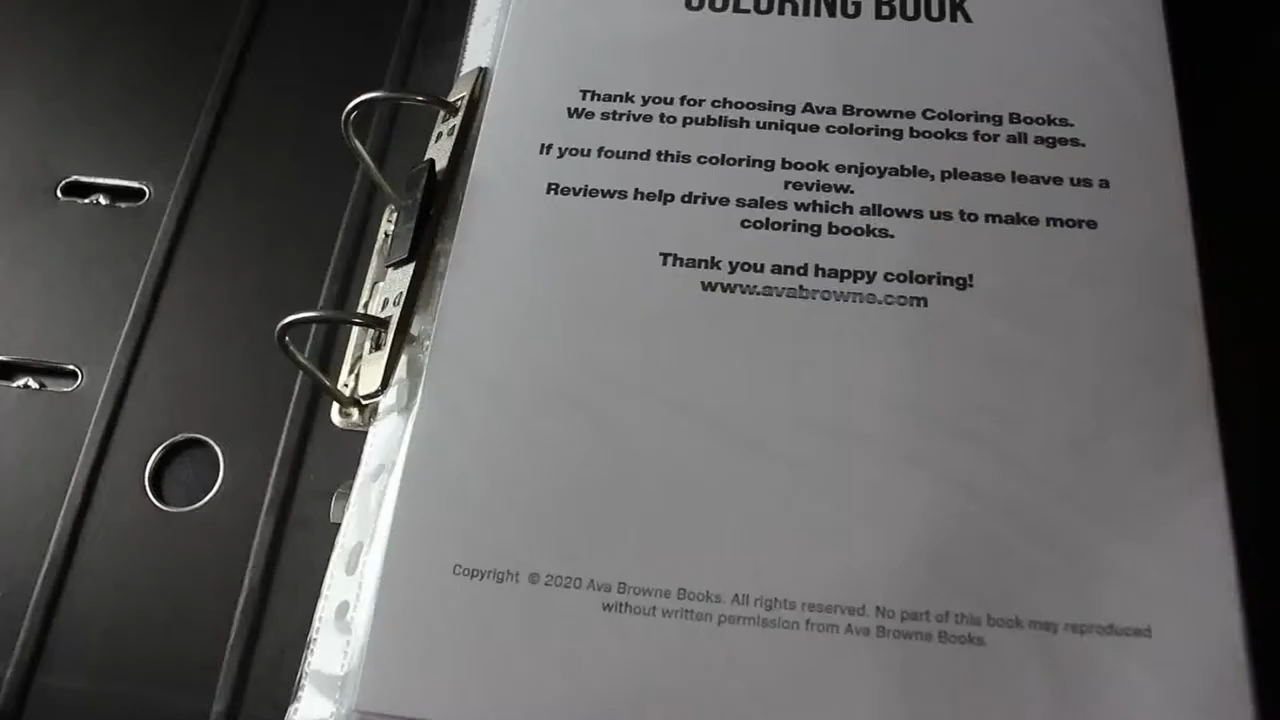 COLORING BOOK
Thank you for choosing Ava Browne Coloring Books.
We strive to publish unique coloring books for all ages.
If you found this coloring book enjoyable, please leave us a
review.
Reviews help drive sales which allows us to make more
coloring books.
Thank you and happy coloring!
www.avabrowne.com
Copyright © 2020 Ava Browne Books. All rights reserved. No part of this book may reproduced
without written permission from Ava Browne Books.